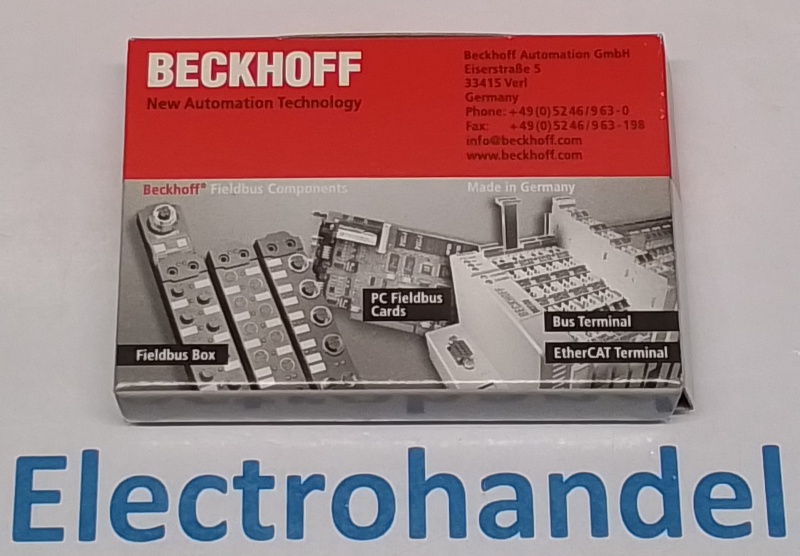 BECKHOFF
New Automation Technology
Beckhoff Automation GmbH
Eiserstraße 5
33415 Verl
Germany
Phone: +49(0)5246/963-0
Fax: +49(0)5246/963-198
info@beckhoff.com
www.beckhoff.com
Beckhoff® Fieldbus Components
Made in Germany
PC Fieldbus
Cards
Bus Terminal
Fieldbus Box
EtherCAT Terminal
BECKHOFF
Electrohandel